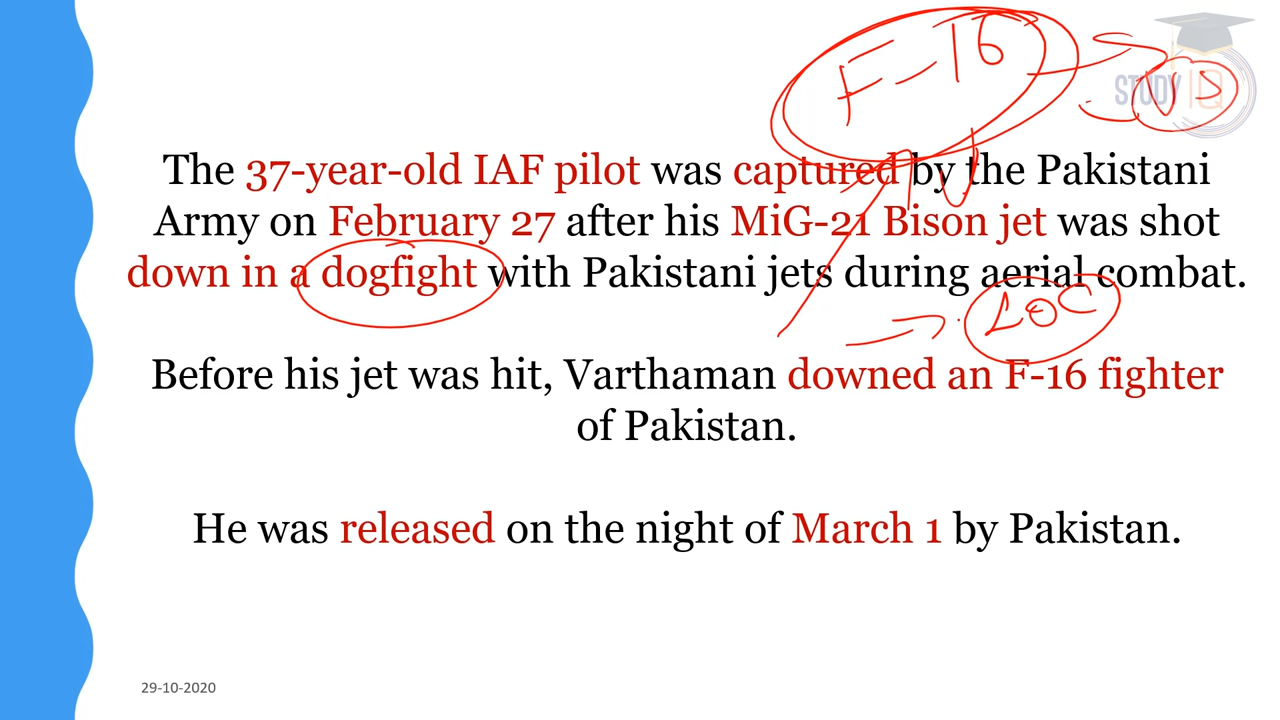 F-16
US
STUDY IQ
The 37-year-old IAF pilot was captured by the Pakistani
Army on February 27 after his MiG-21 Bison jet was shot
down in a dogfight with Pakistani jets during aerial combat.
LOC
Before his jet was hit, Varthaman downed an F-16 fighter
of Pakistan.
He was released on the night of March 1 by Pakistan.
29-10-2020